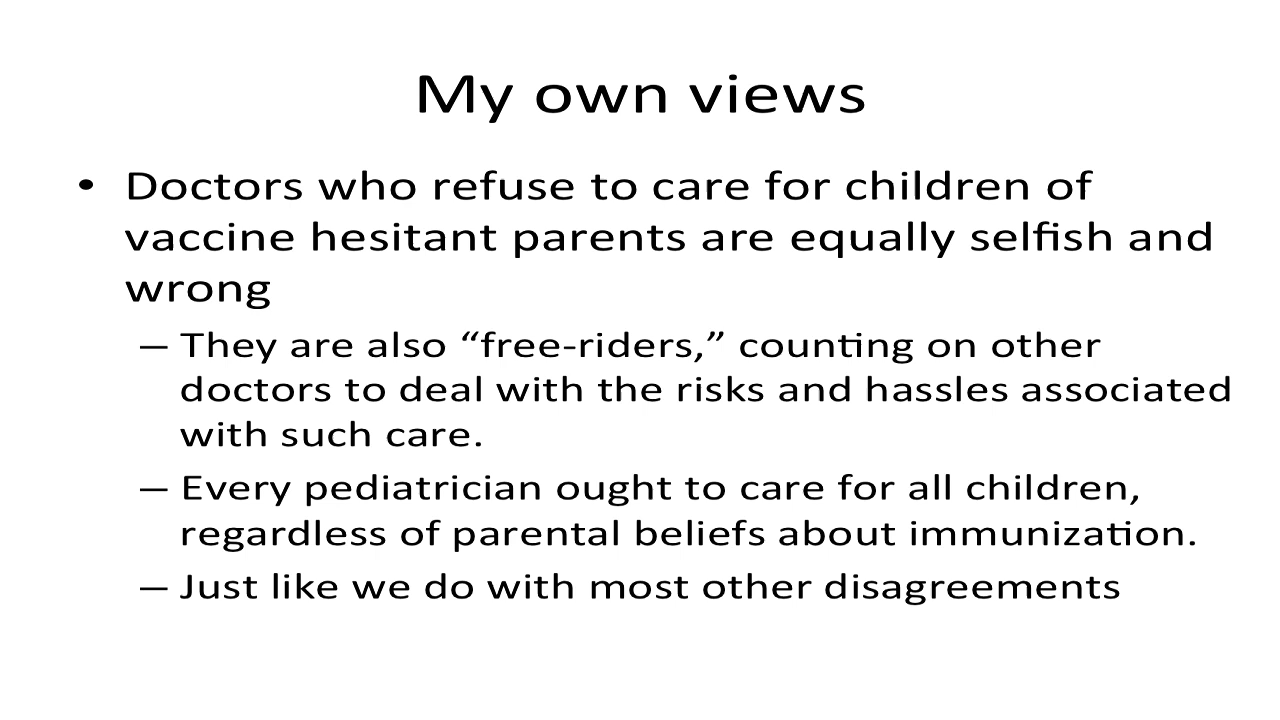 My own views
• Doctors who refuse to care for children of
vaccine hesitant parents are equally selfish and
wrong
– They are also “free-riders,” counting on other
doctors to deal with the risks and hassles associated
with such care.
– Every pediatrician ought to care for all children,
regardless of parental beliefs about immunization.
– Just like we do with most other disagreements